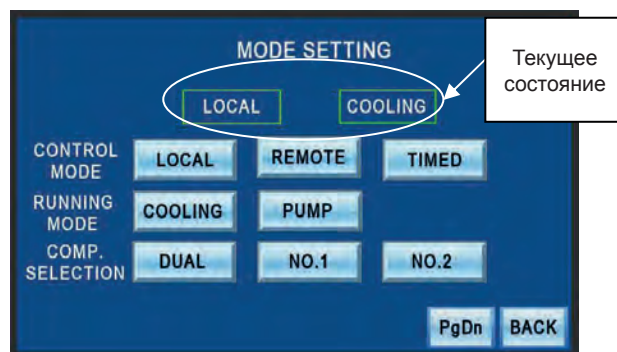 MODE SETTING
Текущее
состояние
LOCAL COOLING
CONTROL
MODE
LOCAL REMOTE TIMED
RUNNING
MODE
COOLING PUMP
COMP.
SELECTION
DUAL NO.1 NO.2
PgDn BACK